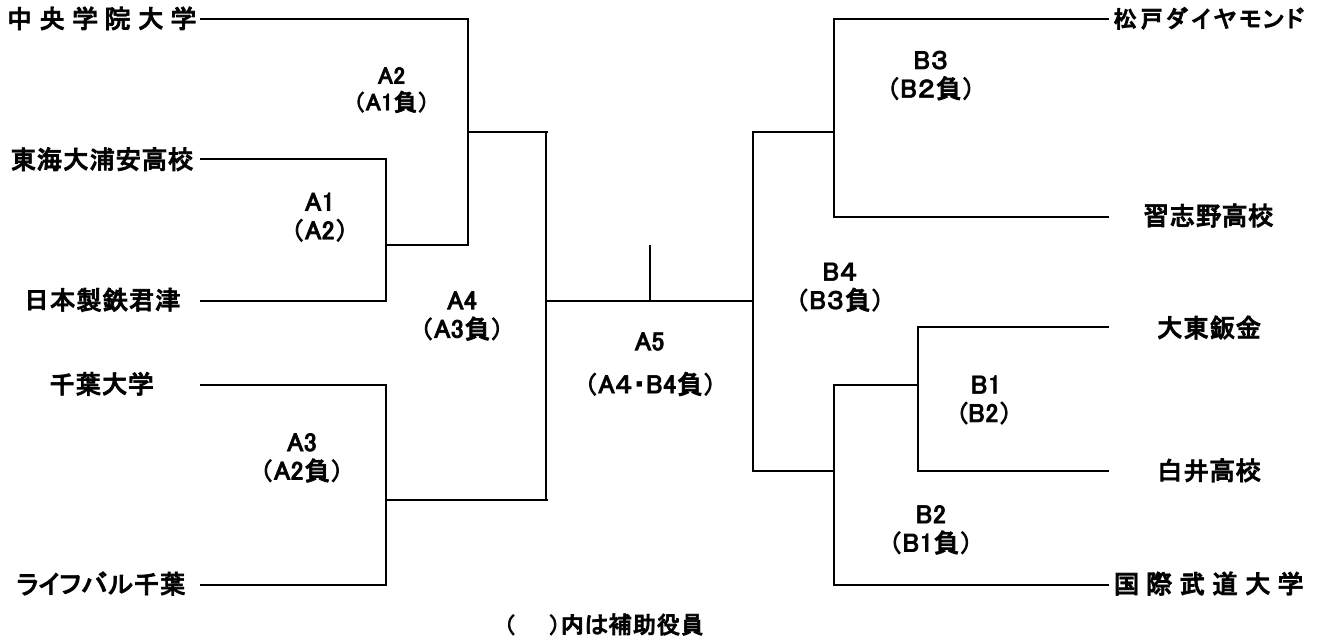 中央学院大学
松戸ダイヤモンド
A2
(A1負)
B3
(B2負)
東海大浦安高校
A1
(A2)
習志野高校
日本製鉄君津
A4
(A3負)
B4
(B3負)
大東鈑金
A5
(A4・B4負)
千葉大学
B1
(B2)
A3
(A2負)
白井高校
B2
(B1負)
ライフバル千葉
国際武道大学
(　)内は補助役員